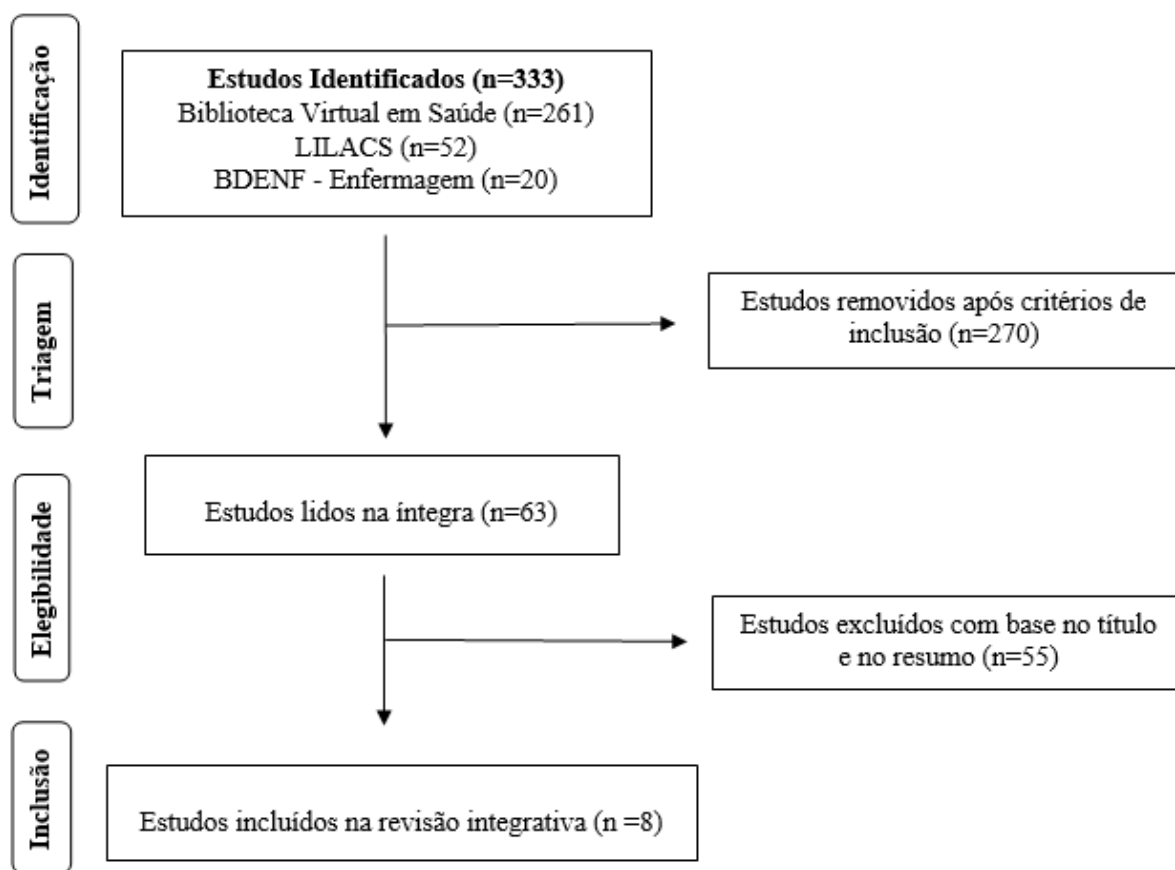 Identificação
Estudos Identificados (n=333)
Biblioteca Virtual em Saúde (n=261)
LILACS (n=52)
BDENF - Enfermagem (n=20)
Triagem
Estudos removidos após critérios de
inclusão (n=270)
Elegibilidade
Estudos lidos na íntegra (n=63)
Estudos excluídos com base no título
e no resumo (n=55)
Inclusão
Estudos incluídos na revisão integrativa (n =8)